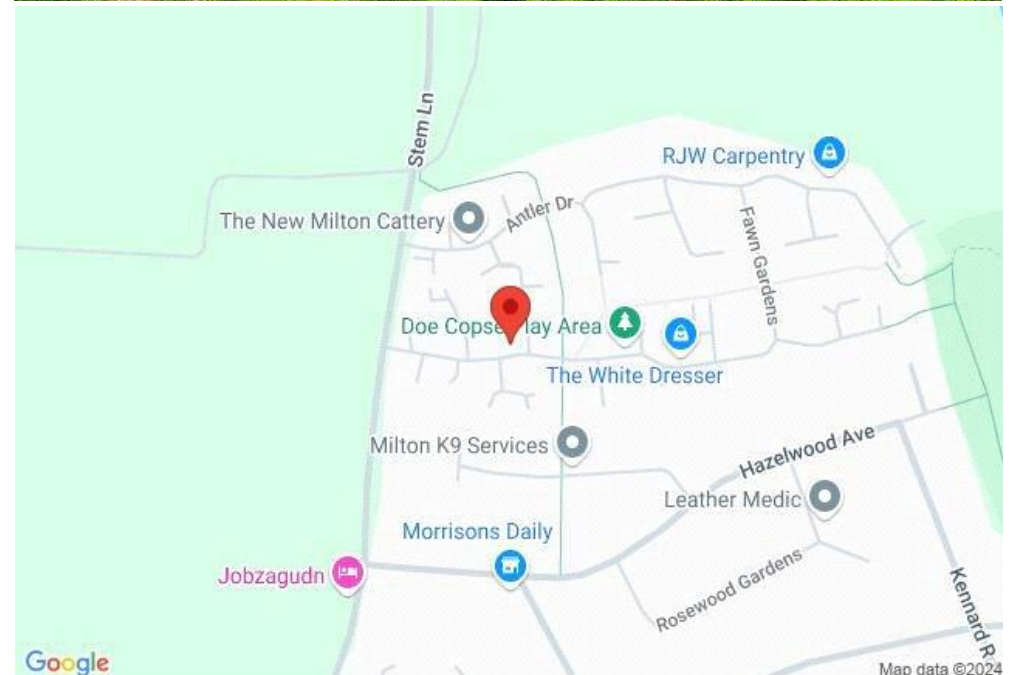 Stem Ln
RJW Carpentry
The New Milton Cattery
Antler Dr
Fawn Gardens
Doe Copse Play Area
The White Dresser
Milton K9 Services
Hazelwood Ave
Leather Medic
Morrisons Daily
Jobzagudn
Rosewood Gardens
Kennard R
Google
Map data ©2024